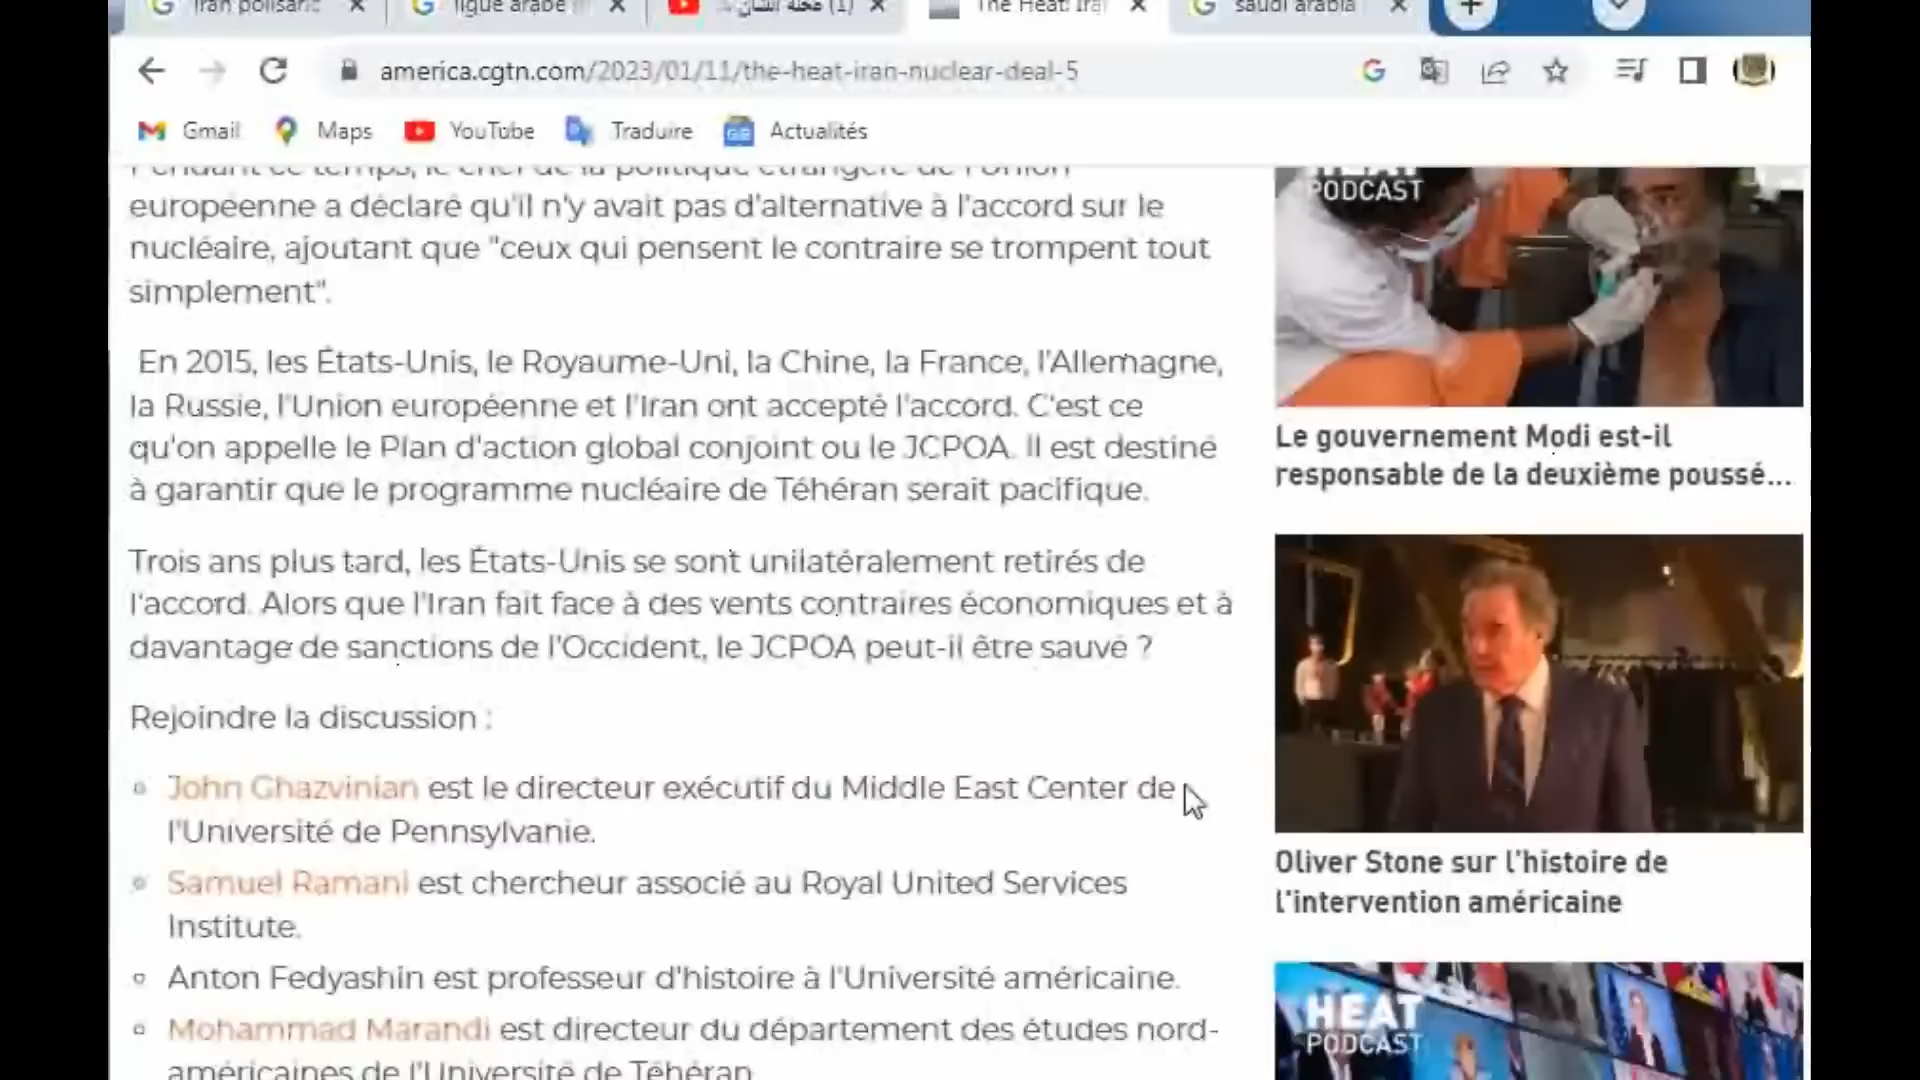 iran polisario
ligue arabe
(1) مجلة الشأن
The Heat: Iran
saudi arabia
america.cgtn.com/2023/01/11/the-heat-iran-nuclear-deal-5
Gmail Maps YouTube Traduire Actualités
Pendant ce temps, le chef de la politique étrangère de l'Union
européenne a déclaré qu'il n'y avait pas d'alternative à l'accord sur le
nucléaire, ajoutant que "ceux qui pensent le contraire se trompent tout
simplement".
En 2015, les États-Unis, le Royaume-Uni, la Chine, la France, l'Allemagne,
la Russie, l'Union européenne et l'Iran ont accepté l'accord. C'est ce
qu'on appelle le Plan d'action global conjoint ou le JCPOA. Il est destiné
à garantir que le programme nucléaire de Téhéran serait pacifique.
Trois ans plus tard, les États-Unis se sont unilatéralement retirés de
l'accord. Alors que l'Iran fait face à des vents contraires économiques et à
davantage de sanctions de l'Occident, le JCPOA peut-il être sauvé ?
Rejoindre la discussion :
John Ghazvinian est le directeur exécutif du Middle East Center de
l'Université de Pennsylvanie.
Samuel Ramani est chercheur associé au Royal United Services
Institute.
Anton Fedyashin est professeur d'histoire à l'Université américaine.
Mohammad Marandi est directeur du département des études nord-
américaines de l'Université de Téhéran
HEAT
PODCAST
Le gouvernement Modi est-il
responsable de la deuxième poussé...
Oliver Stone sur l'histoire de
l'intervention américaine
HEAT
PODCAST